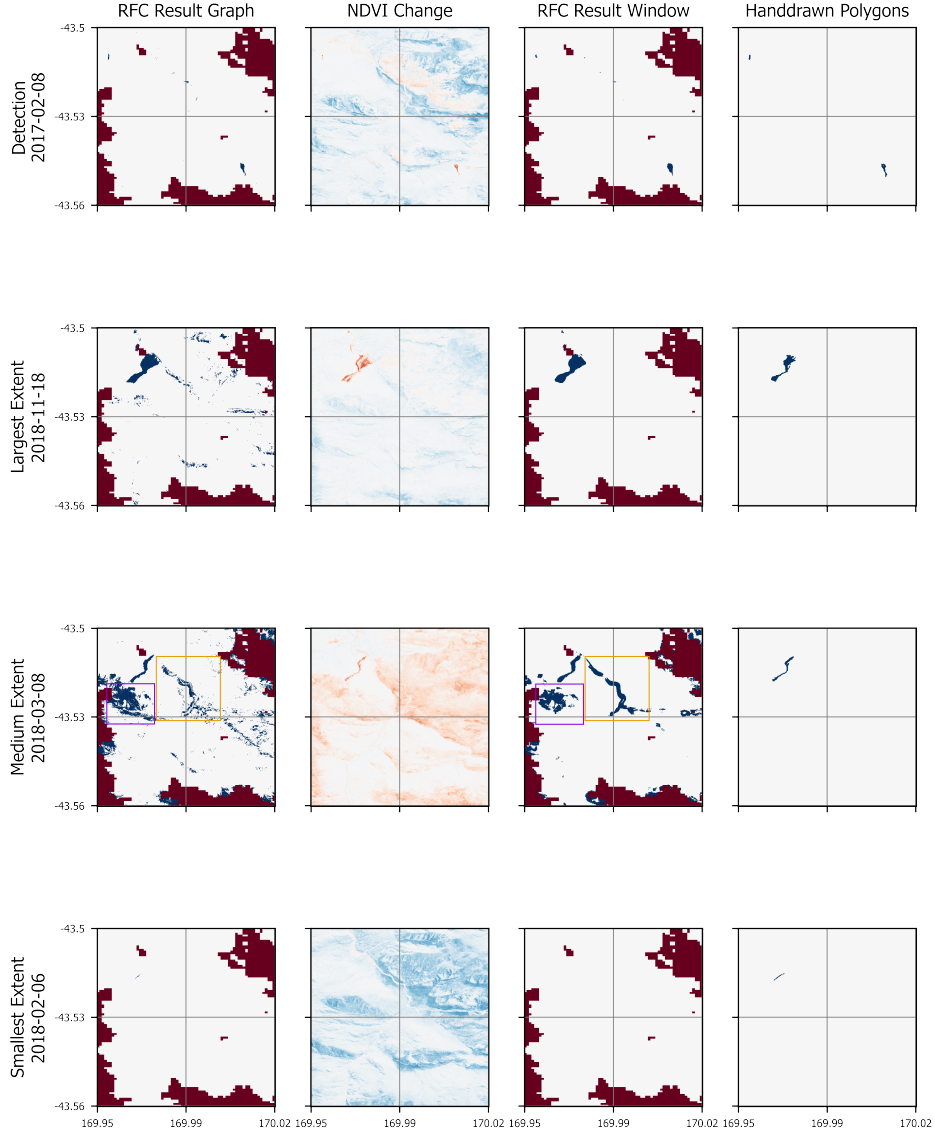 RFC Result Graph NDVI Change RFC Result Window Handdrawn Polygons
Detection
2017-02-08
-43.5
-43.53
-43.56
Largest Extent
2018-11-18
-43.5
-43.53
-43.56
Medium Extent
2018-03-08
-43.5
-43.53
-43.56
Smallest Extent
2018-02-06
-43.5
-43.53
-43.56
169.95 169.99 170.02 169.95 169.99 170.02 169.95 169.99 170.02 169.95 169.99 170.02